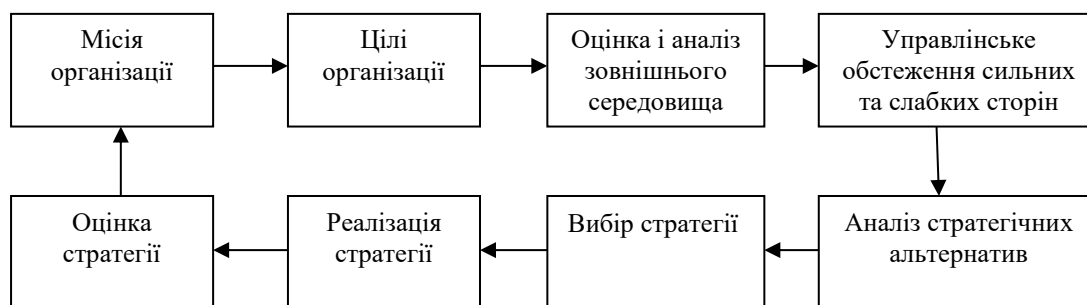 Місія
організації
Цілі
організації
Оцінка і аналіз
зовнішнього
середовища
Управлінське
обстеження сильних
та слабких сторін
Оцінка
стратегії
Реалізація
стратегії
Вибір стратегії
Аналіз стратегічних
альтернатив